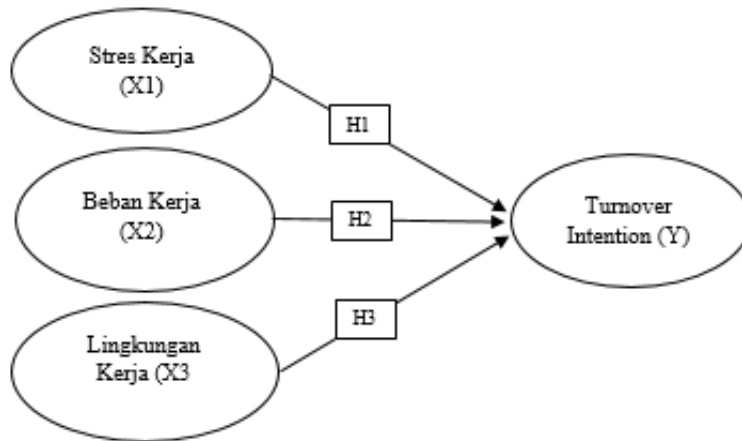 Stres Kerja
(X1)
H1
Beban Kerja
(X2)
H2
Turnover
Intention (Y)
Lingkungan
Kerja (X3
H3